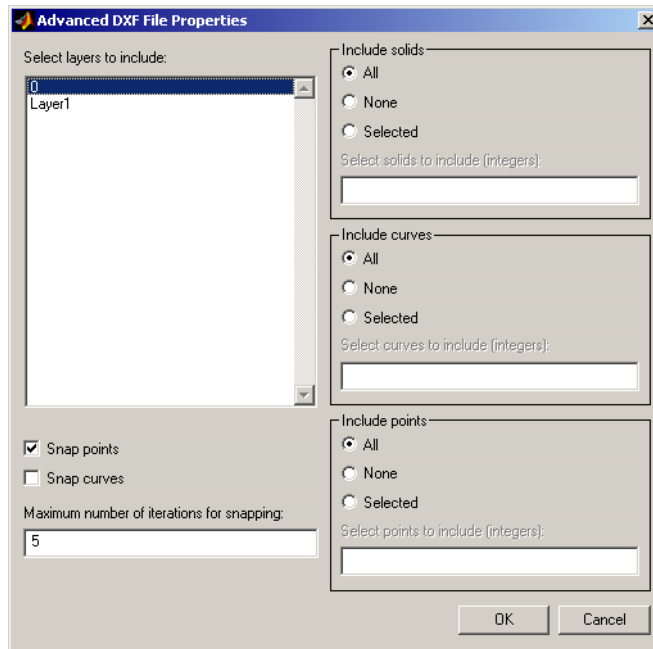 Advanced DXF File Properties
Select layers to include:
0
Layer1
Snap points
Snap curves
Maximum number of iterations for snapping:
5
Include solids
All
None
Selected
Select solids to include (integers):
Include curves
All
None
Selected
Select curves to include (integers):
Include points
All
None
Selected
Select points to include (integers):
OK
Cancel